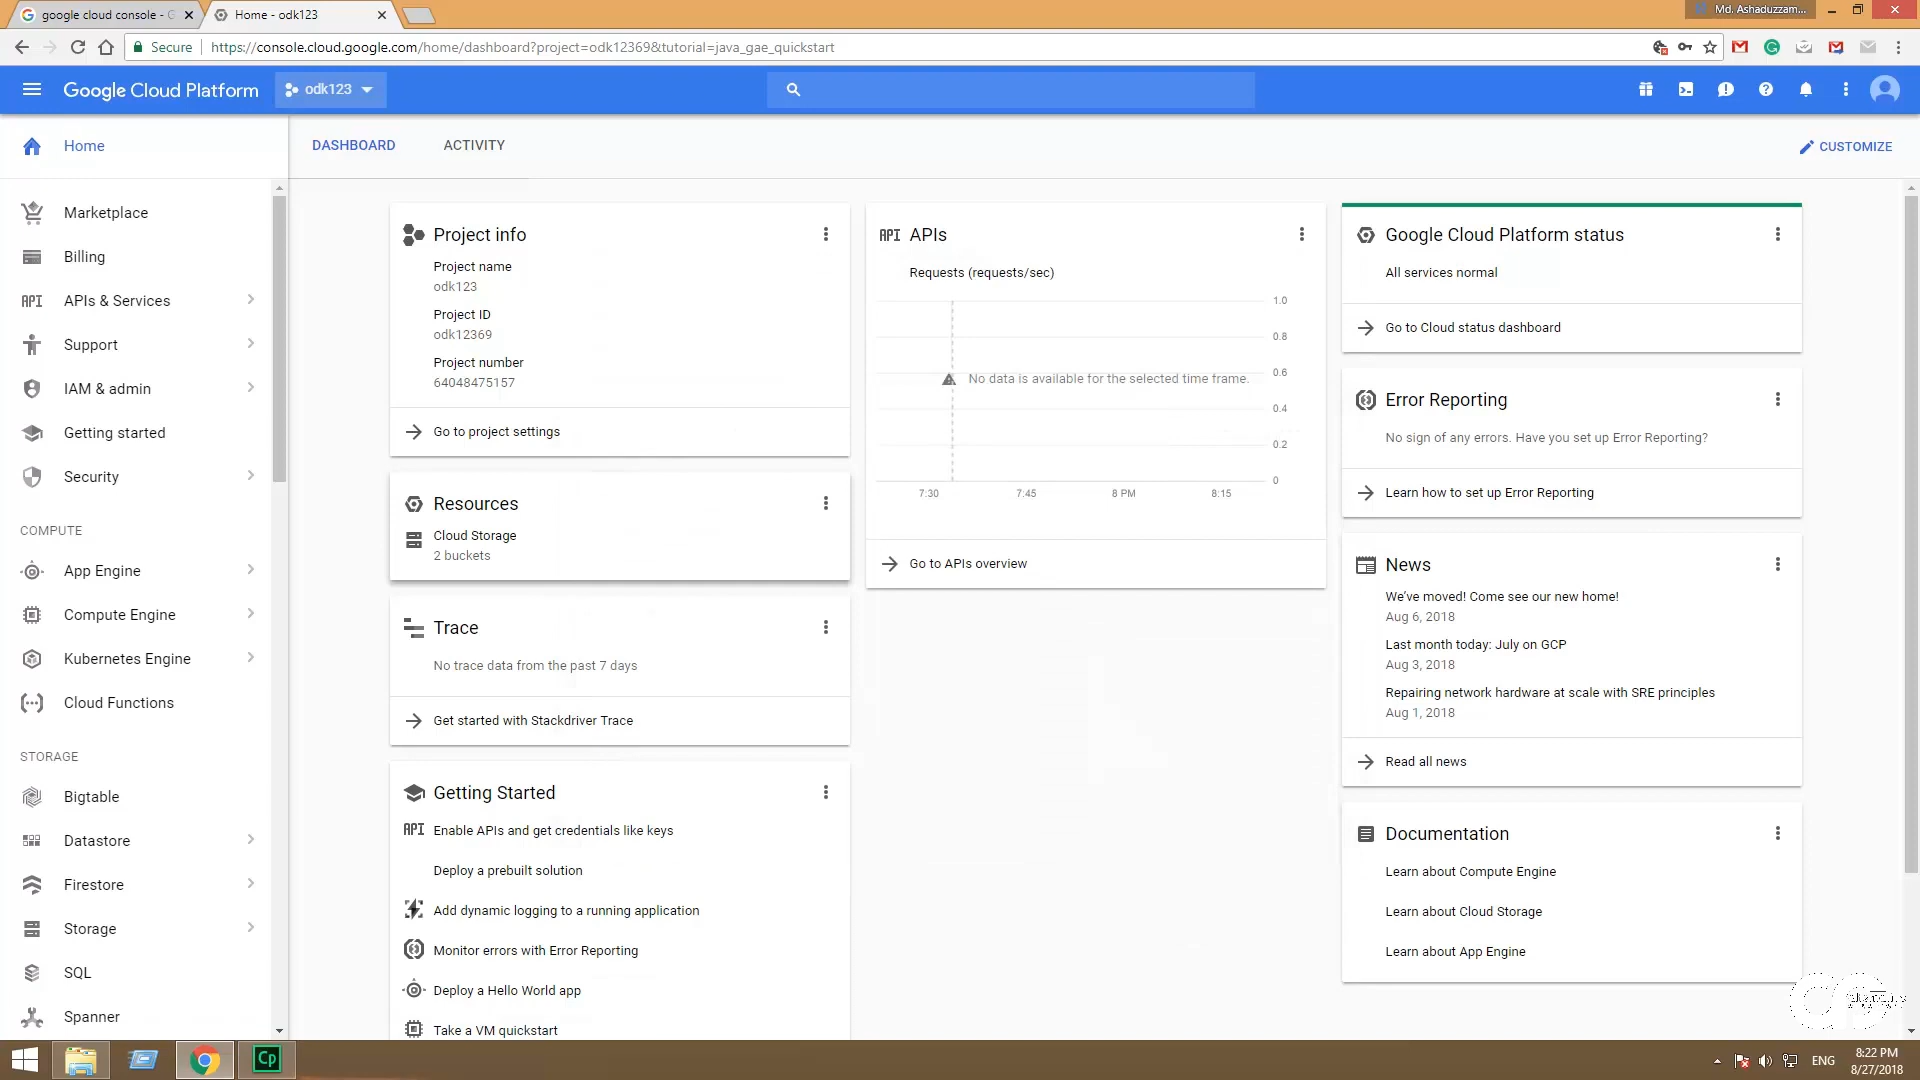 google cloud console - G
Home - odk123
Md. Ashaduzzam...
Secure
https://console.cloud.google.com/home/dashboard?project=odk12369&tutorial=java_gae_quickstart
Google Cloud Platform
odk123
Home
DASHBOARD
ACTIVITY
CUSTOMIZE
Marketplace
Billing
API
APIs & Services
Support
IAM & admin
Getting started
Security
COMPUTE
App Engine
Compute Engine
Kubernetes Engine
Cloud Functions
STORAGE
Bigtable
Datastore
Firestore
Storage
SQL
Spanner
Project info
Project name
odk123
Project ID
odk12369
Project number
64048475157
Go to project settings
Resources
Cloud Storage
2 buckets
Trace
No trace data from the past 7 days
Get started with Stackdriver Trace
Getting Started
API
Enable APIs and get credentials like keys
Deploy a prebuilt solution
Add dynamic logging to a running application
Monitor errors with Error Reporting
Deploy a Hello World app
Take a VM quickstart
API
APIs
Requests (requests/sec)
1.0
0.8
0.6
No data is available for the selected time frame.
0.4
0.2
0
7:30
7:45
8 PM
8:15
Go to APIs overview
Google Cloud Platform status
All services normal
Go to Cloud status dashboard
Error Reporting
No sign of any errors. Have you set up Error Reporting?
Learn how to set up Error Reporting
News
We've moved! Come see our new home!
Aug 6, 2018
Last month today: July on GCP
Aug 3, 2018
Repairing network hardware at scale with SRE principles
Aug 1, 2018
Read all news
Documentation
Learn about Compute Engine
Learn about Cloud Storage
Learn about App Engine
Cp
ENG
8:22 PM
8/27/2018